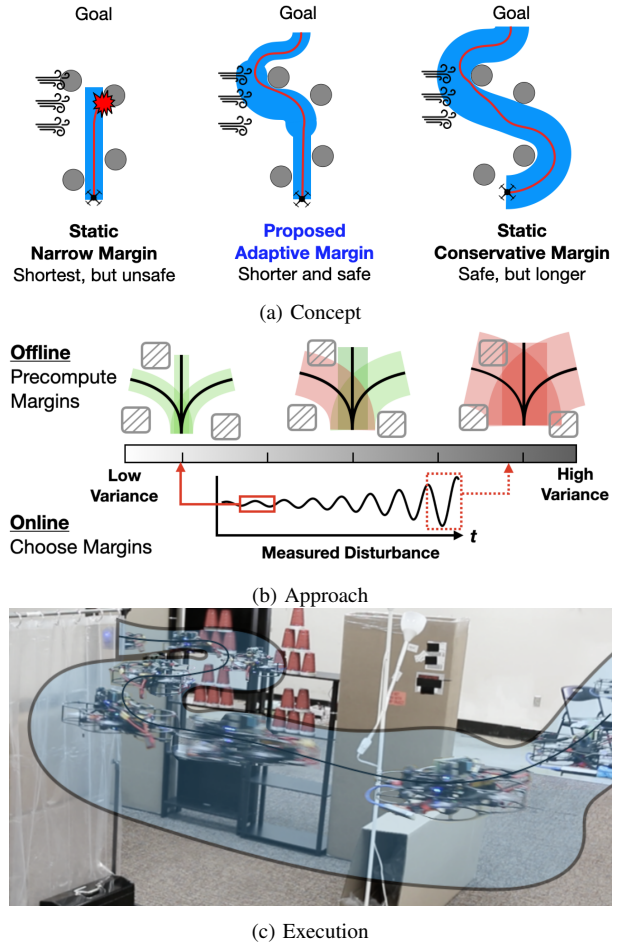 Goal
Goal
Goal
Static
Narrow Margin
Shortest, but unsafe
Proposed
Adaptive Margin
Shorter and safe
Static
Conservative Margin
Safe, but longer
(a) Concept
Offline
Precompute
Margins
Low
Variance
High
Variance
Online
Choose Margins
t
Measured Disturbance
(b) Approach
(c) Execution